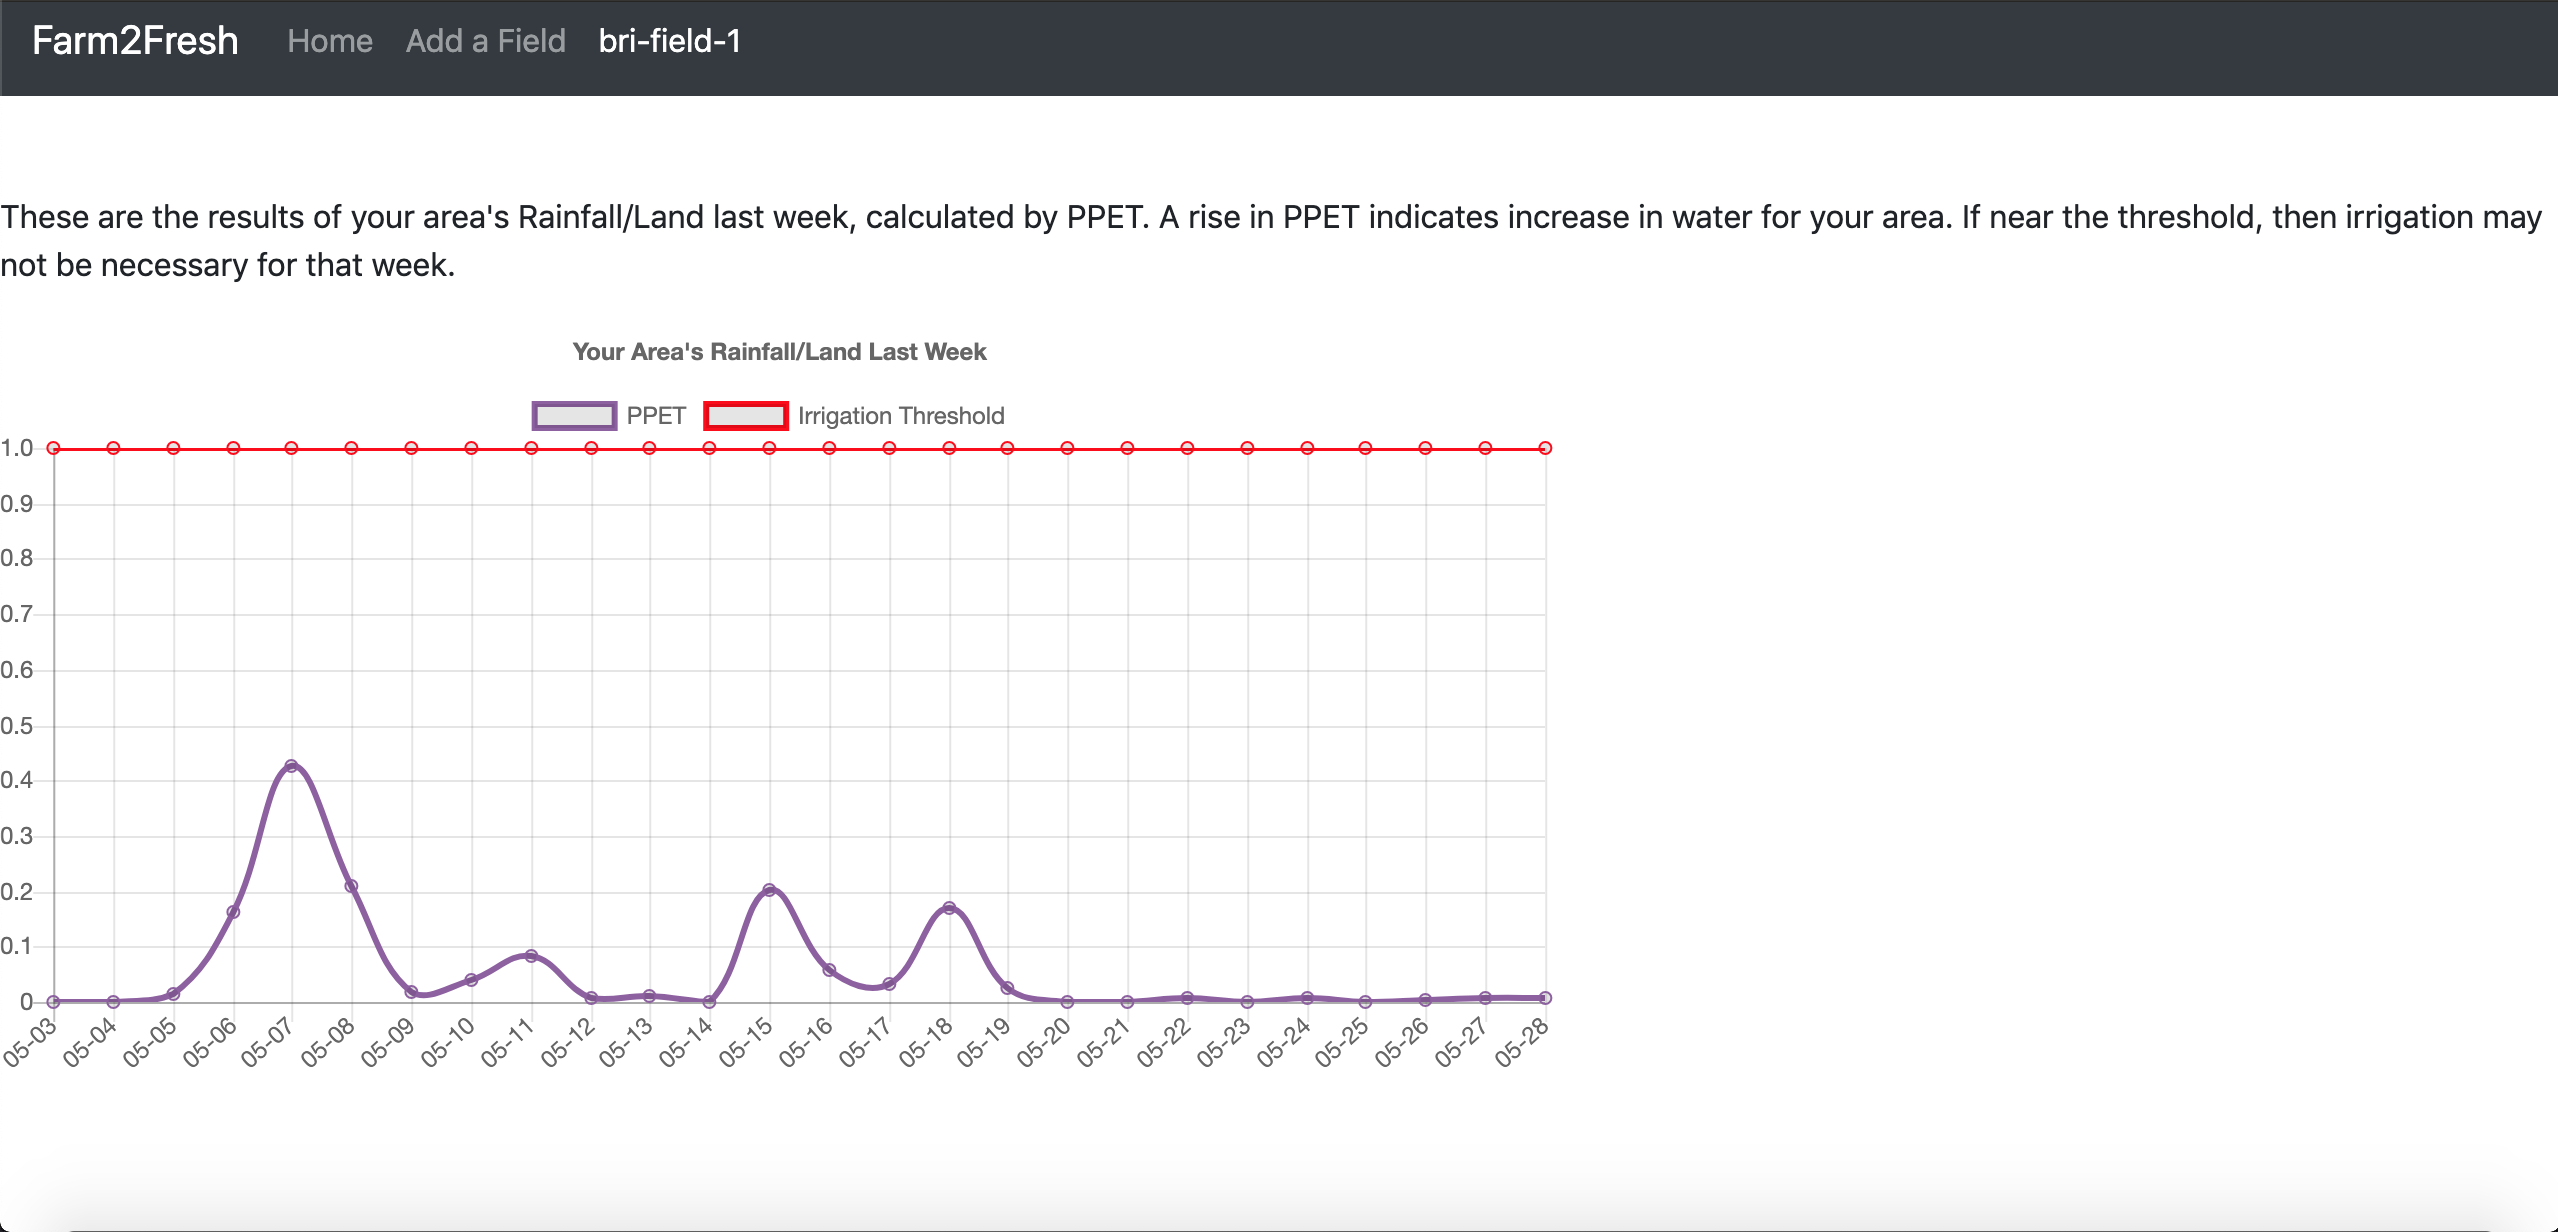 Farm2Fresh Home Add a Field bri-field-1
These are the results of your area's Rainfall/Land last week, calculated by PPET. A rise in PPET indicates increase in water for your area. If near the threshold, then irrigation may
not be necessary for that week.
Your Area's Rainfall/Land Last Week
PPET Irrigation Threshold
1.0
0.9
0.8
0.7
0.6
0.5
0.4
0.3
0.2
0.1
0
05-03 05-04 05-05 05-06 05-07 05-08 05-09 05-10 05-11 05-12 05-13 05-14 05-15 05-16 05-17 05-18 05-19 05-20 05-21 05-22 05-23 05-24 05-25 05-26 05-27 05-28